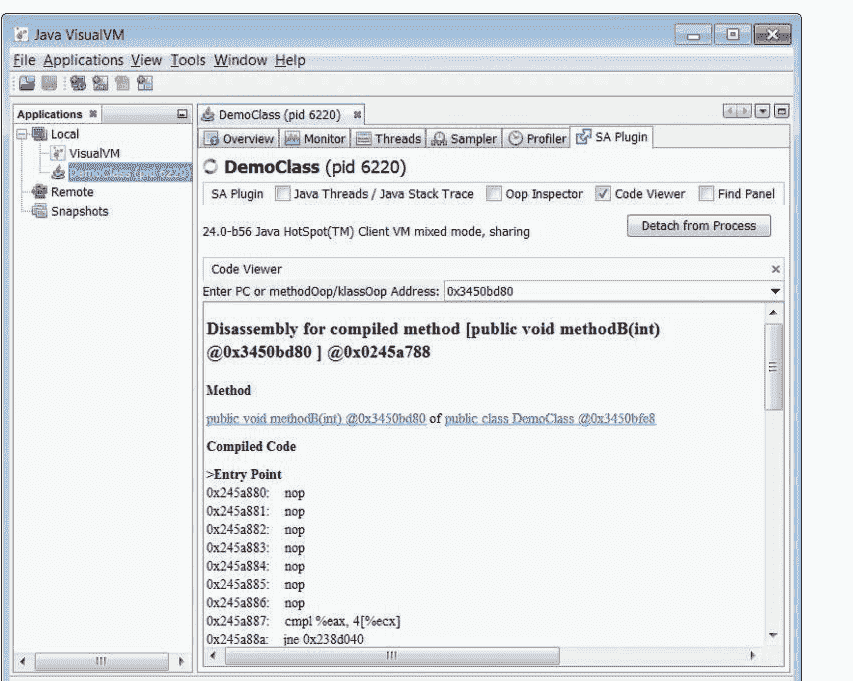 Java VisualVM
File Applications View Tools Window Help
Applications
Local
VisualVM
DemoClass (pid 6220)
Remote
Snapshots
DemoClass (pid 6220)
Overview Monitor Threads Sampler Profiler SA Plugin
DemoClass (pid 6220)
SA Plugin Java Threads / Java Stack Trace Oop Inspector Code Viewer Find Panel
24.0-b56 Java HotSpot(TM) Client VM mixed mode, sharing
Detach from Process
Code Viewer
Enter PC or methodOop/klassOop Address: 0x3450bd80
Disassembly for compiled method [public void methodB(int)
@0x3450bd80 ] @0x0245a788
Method
public void methodB(int) @0x3450bd80 of public class DemoClass @0x3450bfe8
Compiled Code
>Entry Point
0x245a880: nop
0x245a881: nop
0x245a882: nop
0x245a883: nop
0x245a884: nop
0x245a885: nop
0x245a886: nop
0x245a887: cmpl %eax, 4[%ecx]
0x245a88a: jne 0x238d040